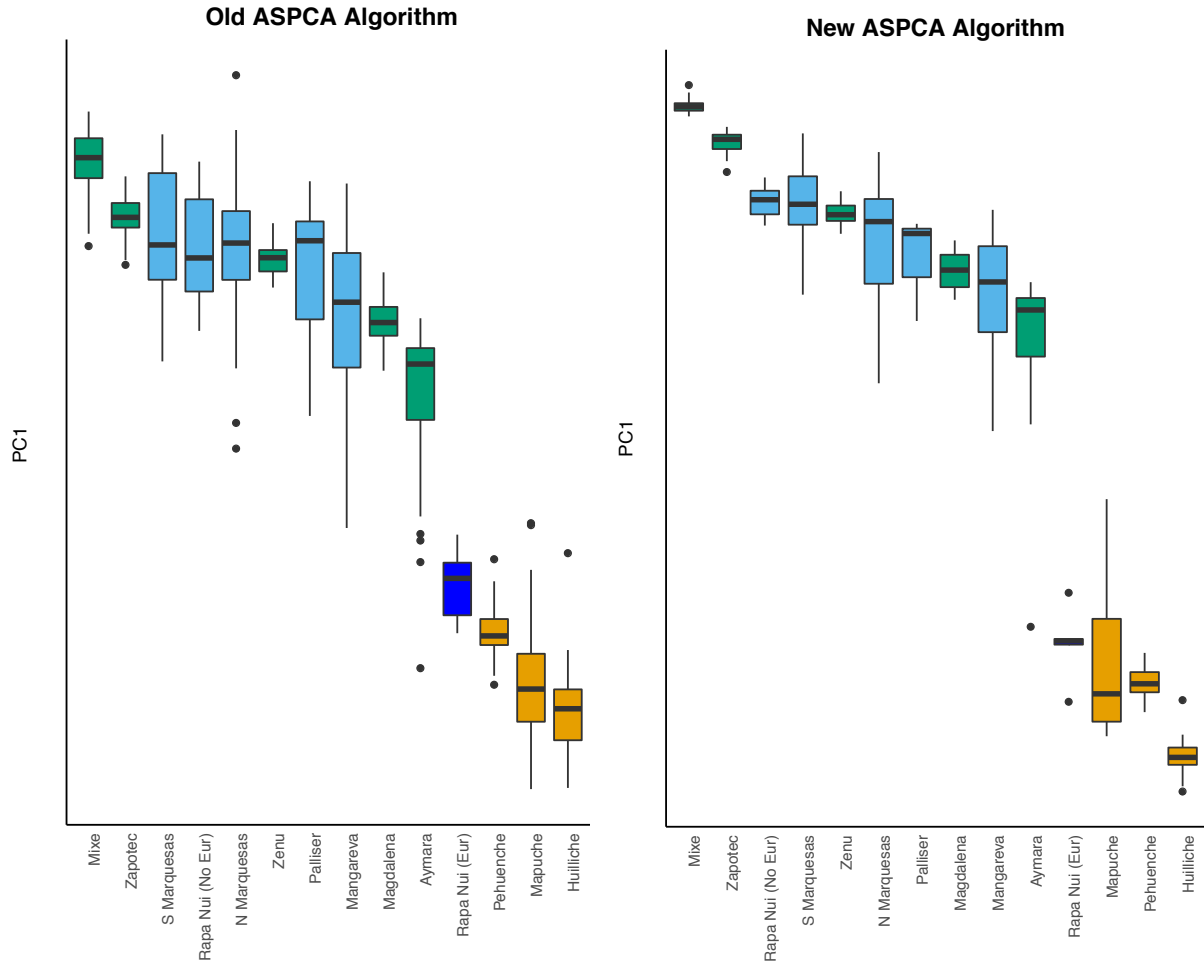 Old ASPCA Algorithm
PC1
Mixe
Zapotec
S Marquesas
Rapa Nui (No Eur)
N Marquesas
Zenu
Palliser
Mangareva
Magdalena
Aymara
Rapa Nui (Eur)
Pehuenche
Mapuche
Huilliche
New ASPCA Algorithm
PC1
Mixe
Zapotec
Rapa Nui (No Eur)
S Marquesas
Zenu
N Marquesas
Palliser
Magdalena
Mangareva
Aymara
Rapa Nui (Eur)
Mapuche
Pehuenche
Huilliche